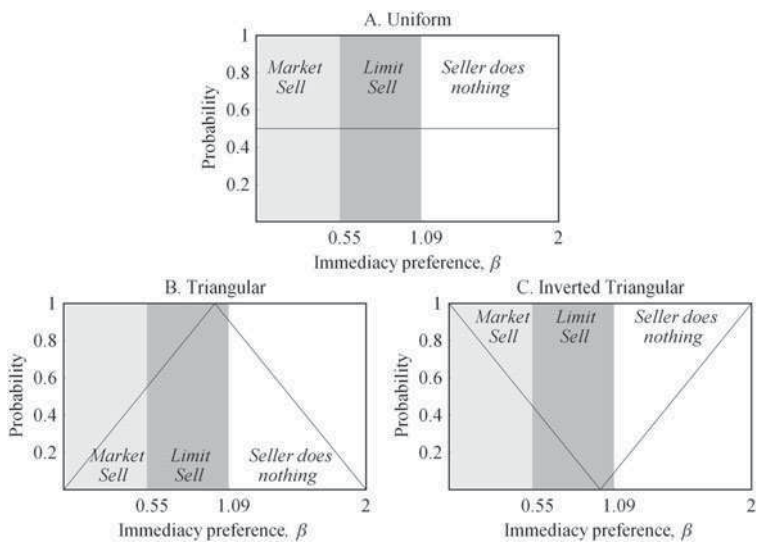 A. Uniform
1
0.8
0.6
0.4
0.2
Probability
Market Sell
Limit Sell
Seller does nothing
0.55 1.09 2
Immediacy preference, β
B. Triangular
1
0.8
0.6
0.4
0.2
Probability
Market Sell
Limit Sell
Seller does nothing
0.55 1.09 2
Immediacy preference, β
C. Inverted Triangular
1
0.8
0.6
0.4
0.2
Probability
Market Sell
Limit Sell
Seller does nothing
0.55 1.09 2
Immediacy preference, β